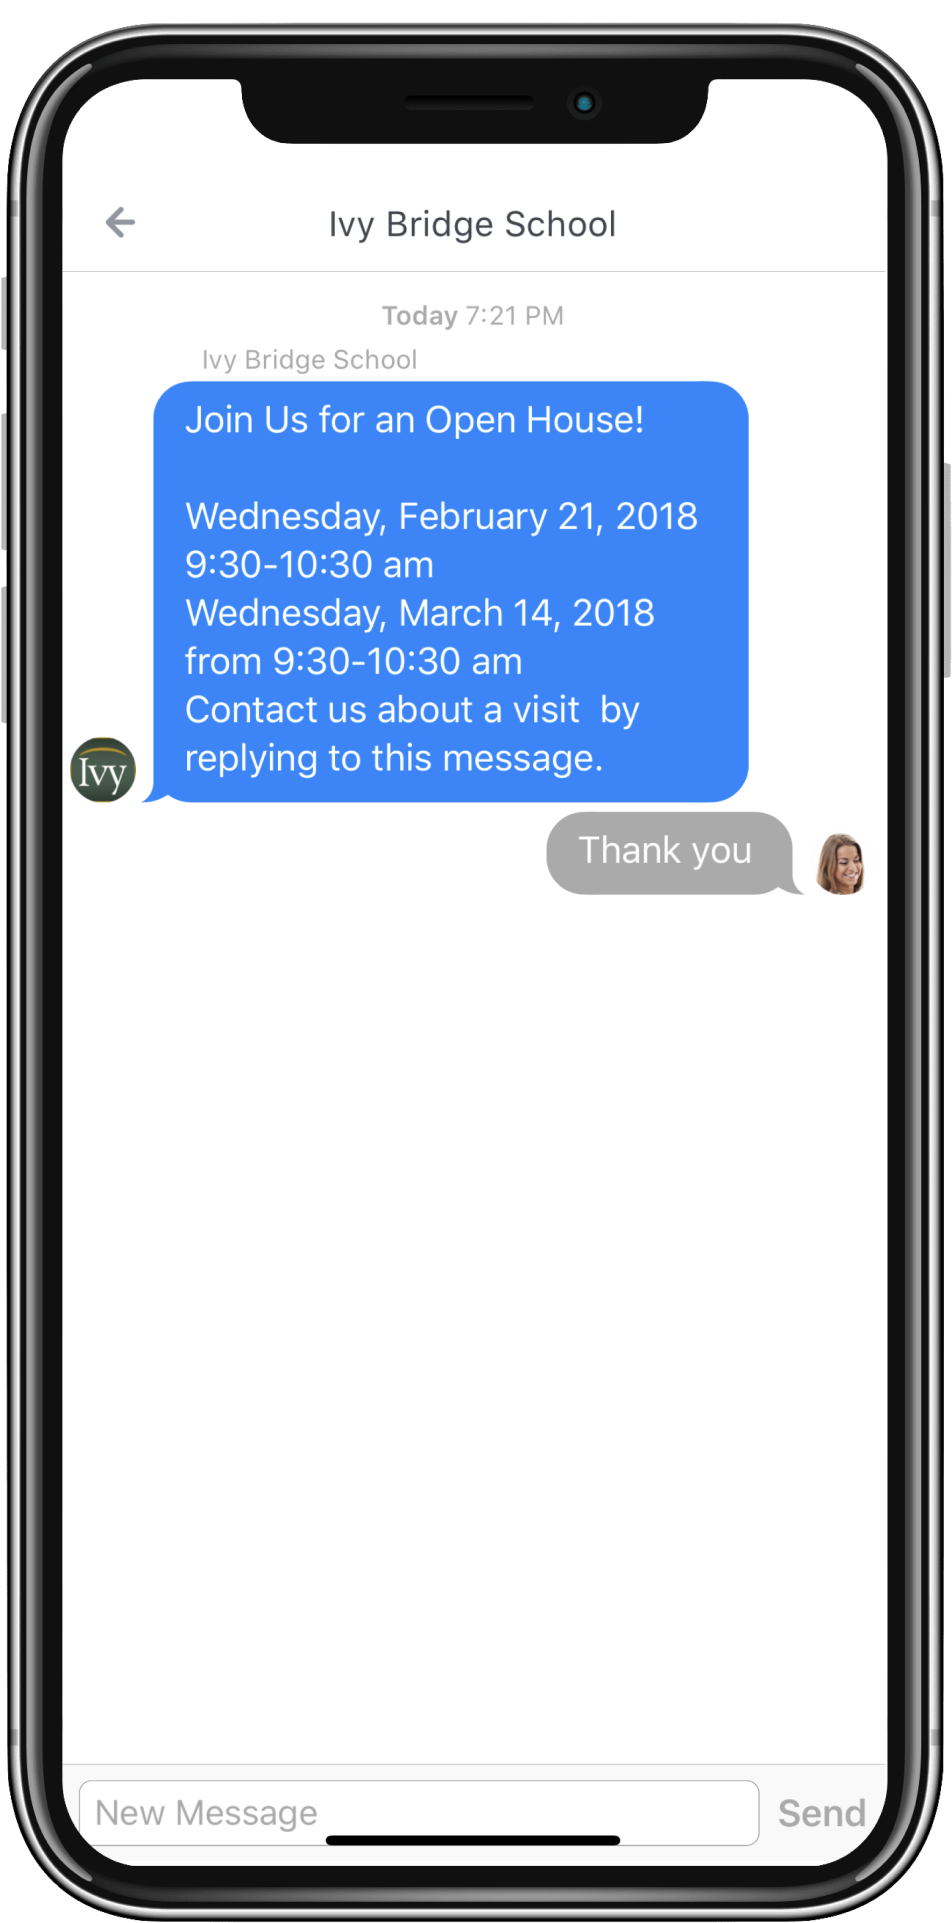 Ivy Bridge School
Today 7:21 PM
Ivy Bridge School
Join Us for an Open House!
Wednesday, February 21, 2018
9:30-10:30 am
Wednesday, March 14, 2018
from 9:30-10:30 am
Contact us about a visit  by
replying to this message.
Ivy
Thank you
New Message
Send